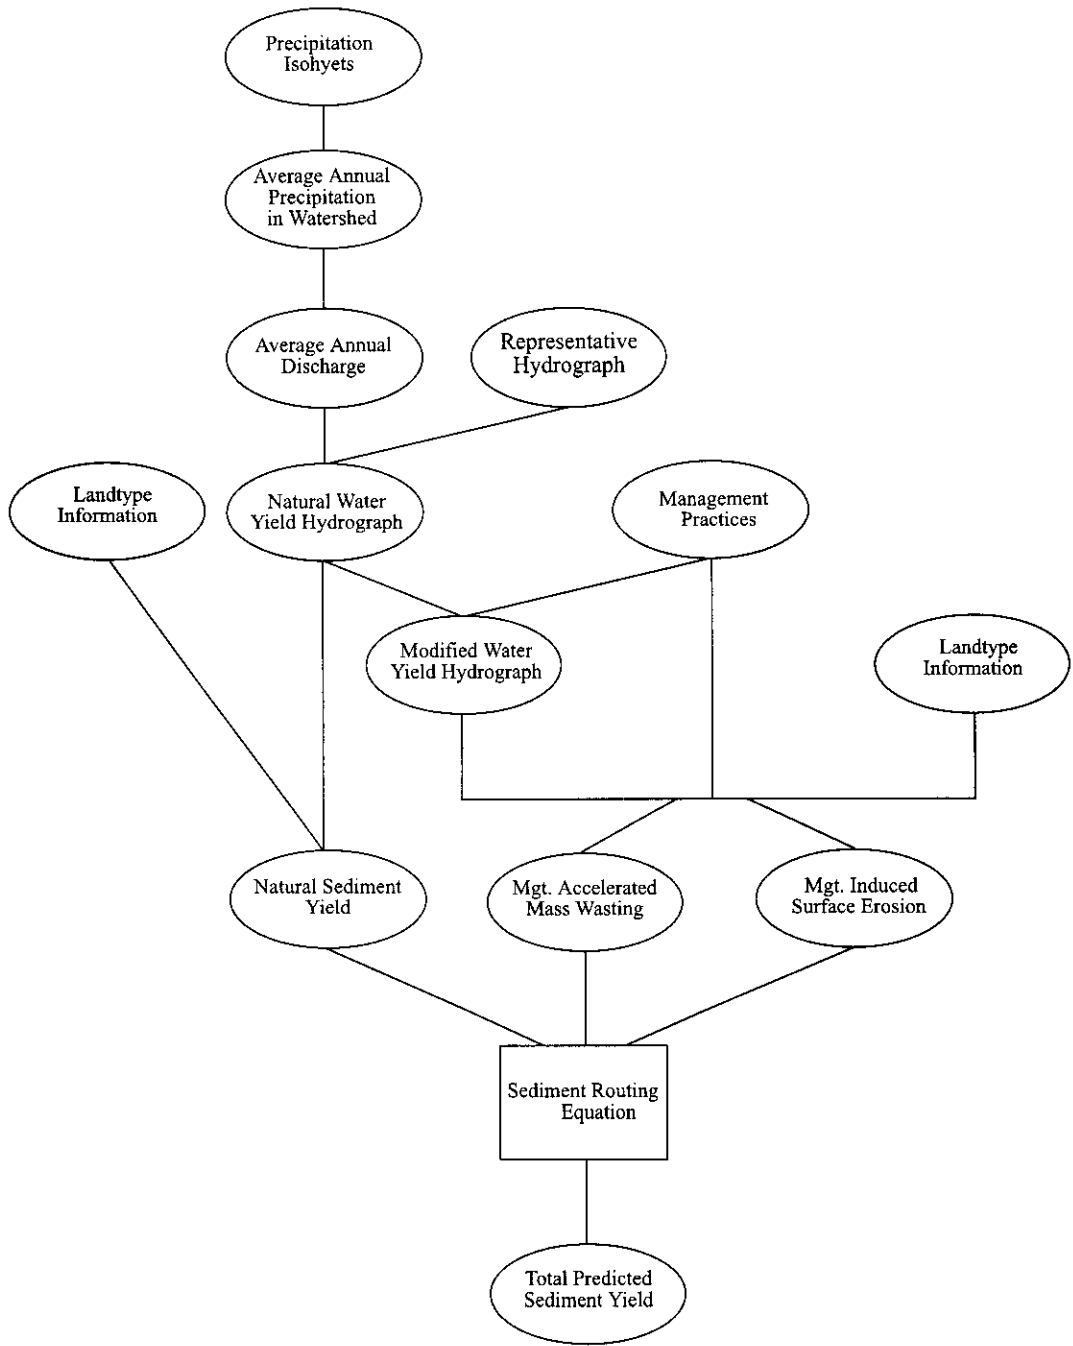 Precipitation
Isohyets
Average Annual
Precipitation
in Watershed
Average Annual
Discharge
Representative
Hydrograph
Landtype
Information
Natural Water
Yield Hydrograph
Management
Practices
Modified Water
Yield Hydrograph
Landtype
Information
Natural Sediment
Yield
Mgt. Accelerated
Mass Wasting
Mgt. Induced
Surface Erosion
Sediment Routing
Equation
Total Predicted
Sediment Yield